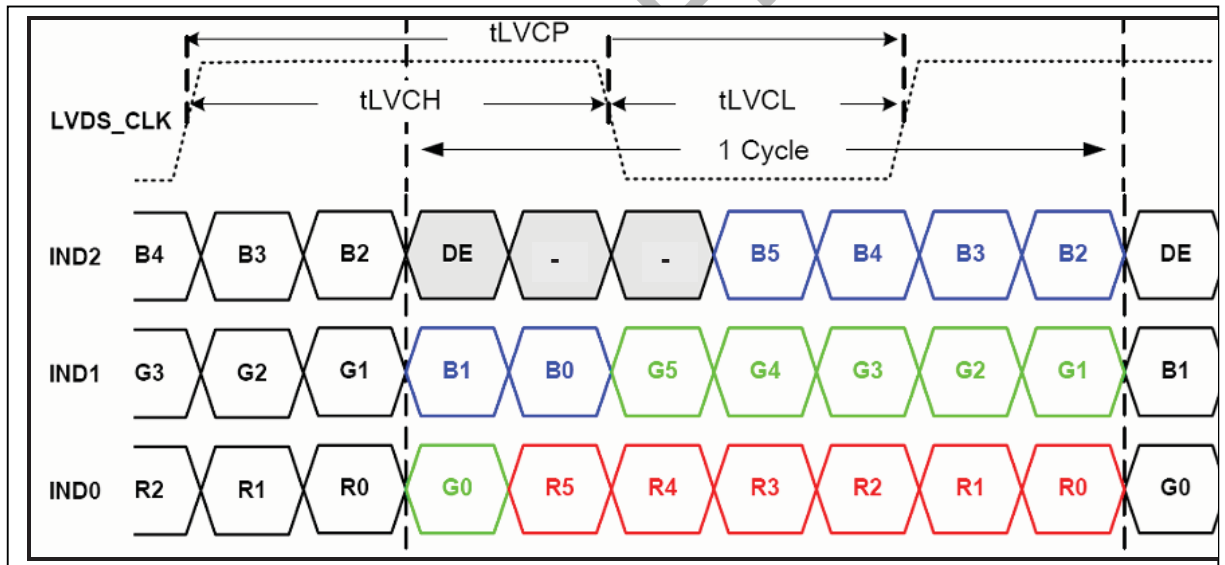 tLVCP
tLVCH tLVCL
LVDS_CLK
1 Cycle
IND2 B4 B3 B2 DE - - B5 B4 B3 B2 DE
IND1 G3 G2 G1 B1 B0 G5 G4 G3 G2 G1 B1
IND0 R2 R1 R0 G0 R5 R4 R3 R2 R1 R0 G0